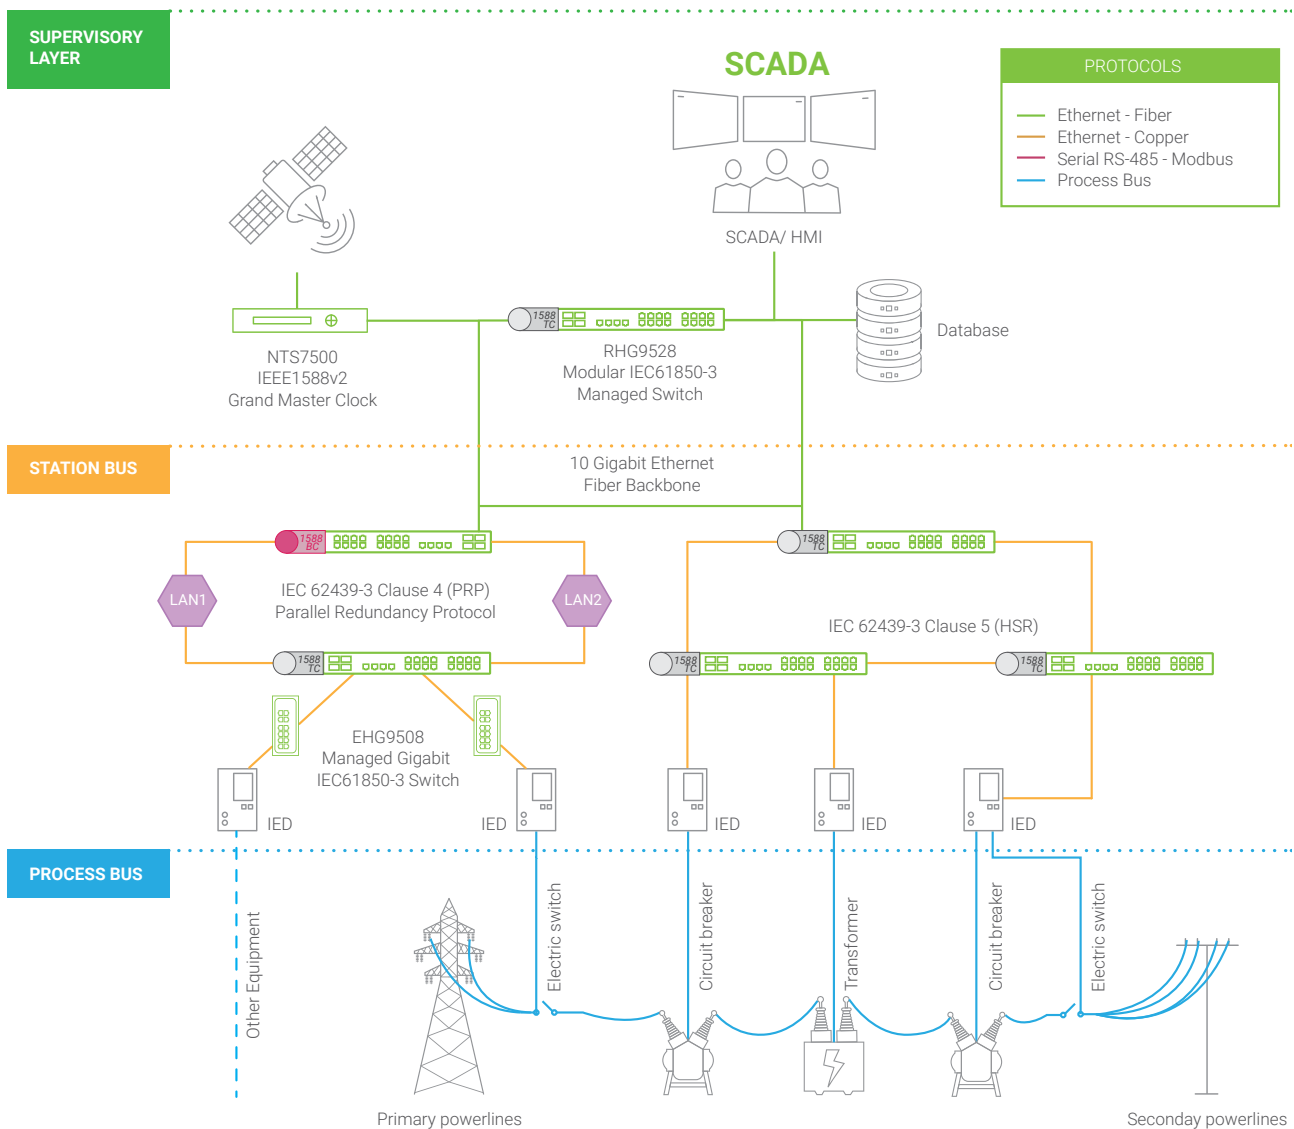 SUPERVISORY
LAYER
SCADA
PROTOCOLS
Ethernet - Fiber
Ethernet - Copper
Serial RS-485 - Modbus
Process Bus
SCADA/ HMI
1588
TC
Database
NTS7500
IEEE1588v2
Grand Master Clock
RHG9528
Modular IEC61850-3
Managed Switch
STATION BUS
10 Gigabit Ethernet
Fiber Backbone
1588
BC
1588
TC
LAN1
IEC 62439-3 Clause 4 (PRP)
Parallel Redundancy Protocol
LAN2
IEC 62439-3 Clause 5 (HSR)
1588
TC
1588
TC
1588
TC
EHG9508
Managed Gigabit
IEC61850-3 Switch
IED
IED
IED
IED
IED
PROCESS BUS
Other Equipment
Electric switch
Circuit breaker
Transformer
Circuit breaker
Electric switch
Primary powerlines
Seconday powerlines